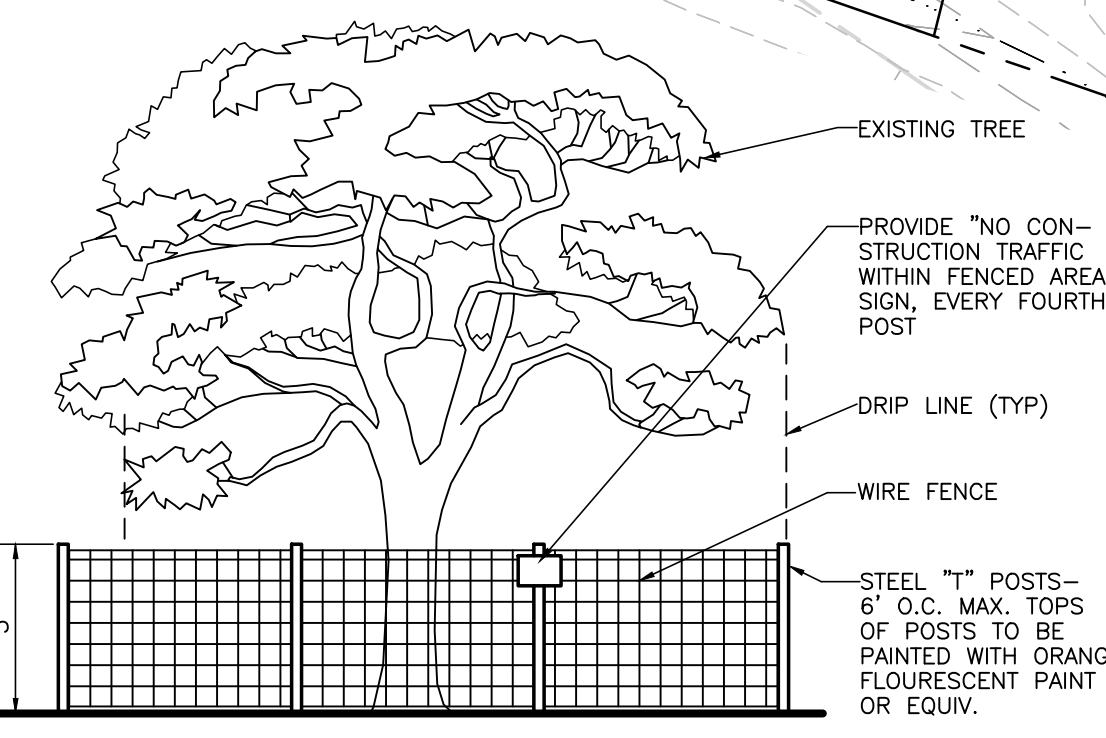 EXISTING TREE
PROVIDE "NO CON-
STRUCTION TRAFFIC
WITHIN FENCED AREA
SIGN, EVERY FOURTH
POST
DRIP LINE (TYP)
WIRE FENCE
STEEL "T" POSTS-
6' O.C. MAX. TOPS
OF POSTS TO BE
PAINTED WITH ORANG
FLOURESCENT PAINT
OR EQUIV.